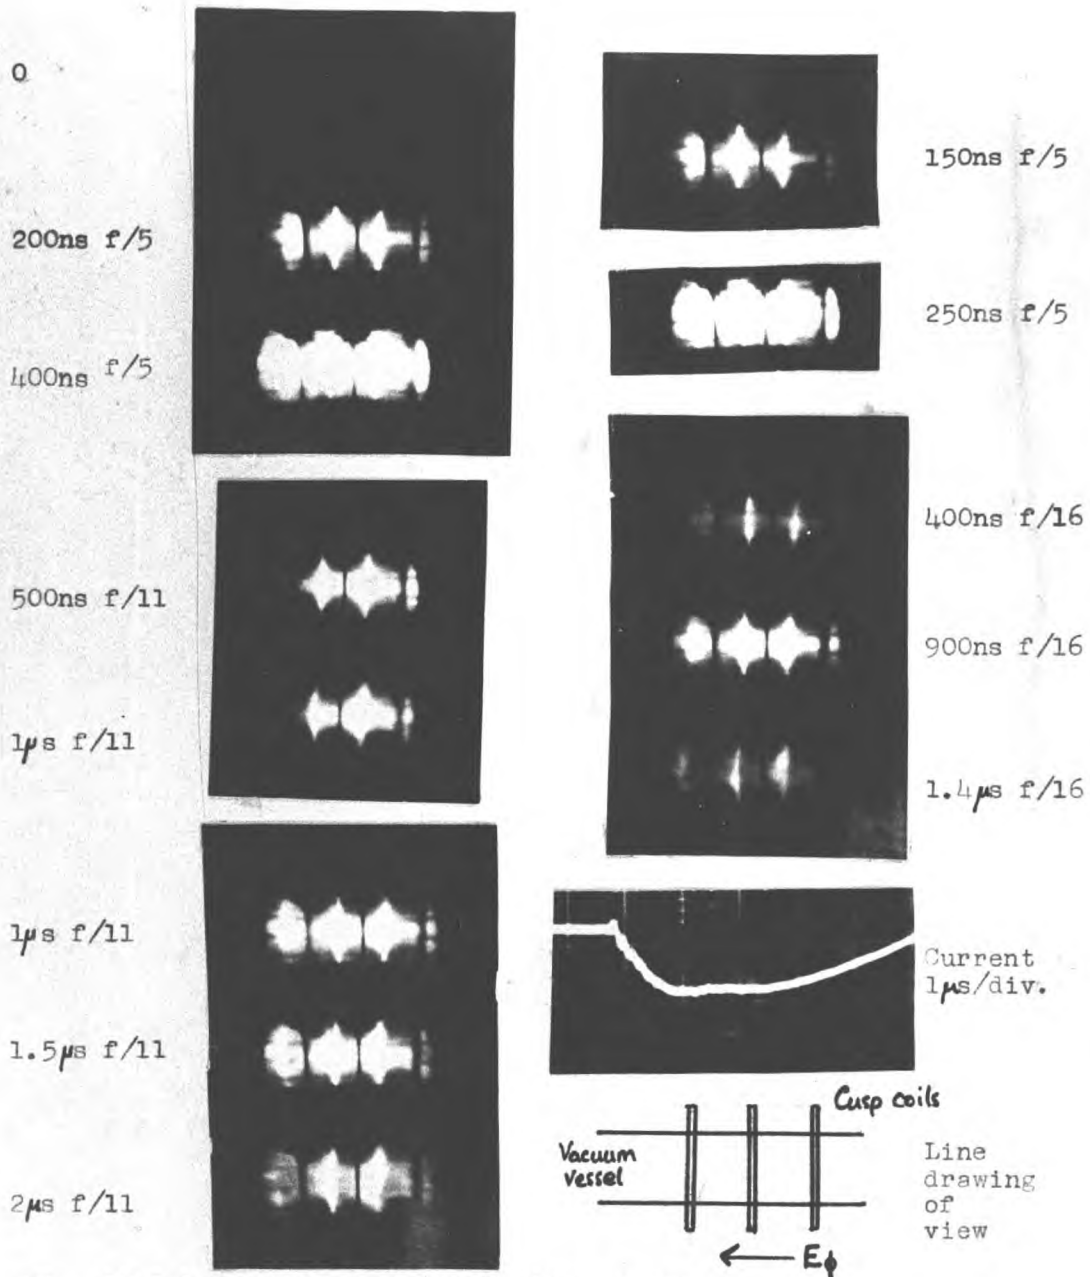 0
200ns f/5
400ns f/5
500ns f/11
1μs f/11
1μs f/11
1.5μs f/11
2μs f/11
150ns f/5
250ns f/5
400ns f/16
900ns f/16
1.4μs f/16
Current
1μs/div.
Cusp coils
Vacuum
vessel
Line
drawing
of
view
← Eϕ